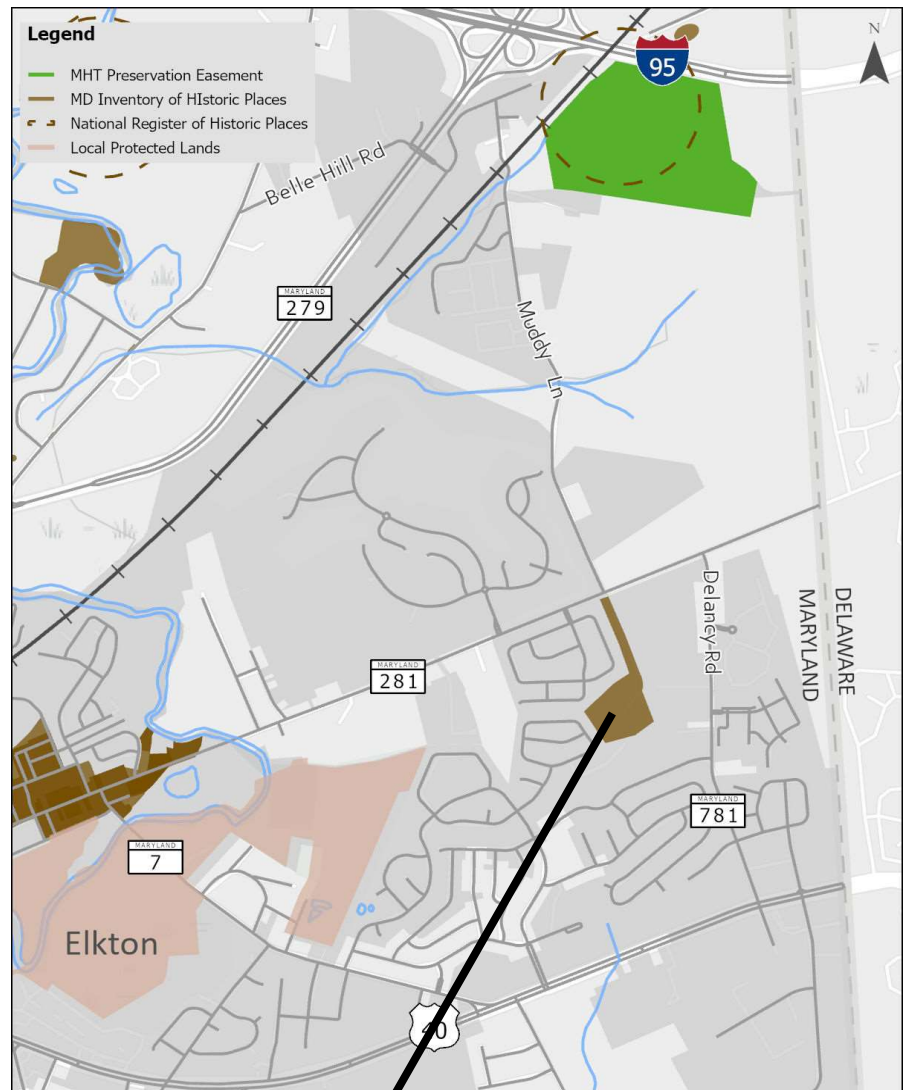 Legend
MHT Preservation Easement
MD Inventory of HIstoric Places
National Register of Historic Places
Local Protected Lands
N
95
Belle Hill Rd
MARYLAND
279
Muddy Ln
DELAWARE
MARYLAND
Delancy Rd
MARYLAND
281
MARYLAND
781
MARYLAND
7
Elkton
40